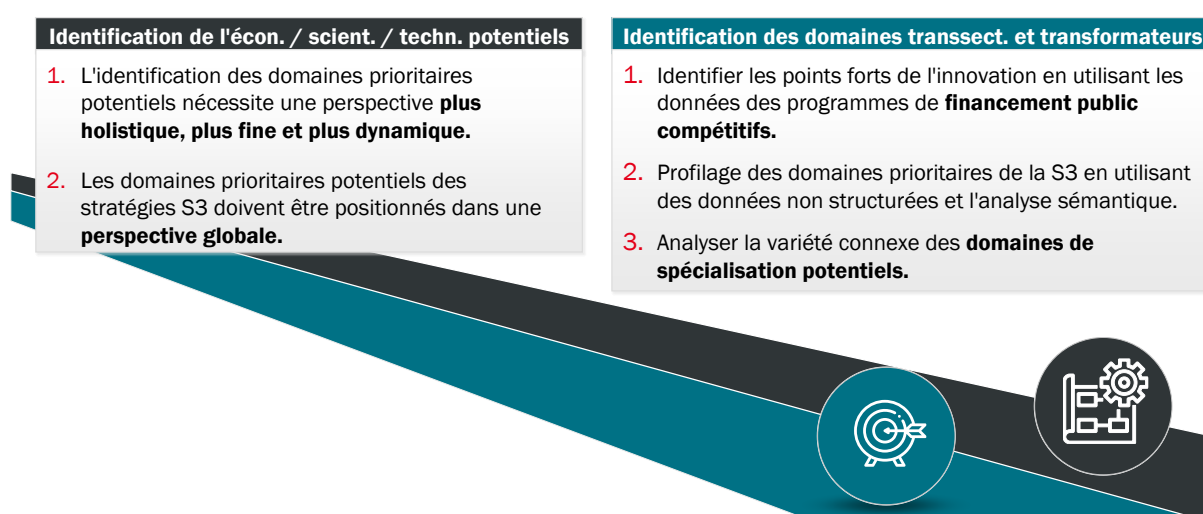 Identification de l'écon. / scient. / techn. potentiels
1. L'identification des domaines prioritaires
potentiels nécessite une perspective plus
holistique, plus fine et plus dynamique.
2. Les domaines prioritaires potentiels des
stratégies S3 doivent être positionnés dans une
perspective globale.
Identification des domaines transsect. et transformateurs
1. Identifier les points forts de l'innovation en utilisant les
données des programmes de financement public
compétitifs.
2. Profilage des domaines prioritaires de la S3 en utilisant
des données non structurées et l'analyse sémantique.
3. Analyser la variété connexe des domaines de
spécialisation potentiels.